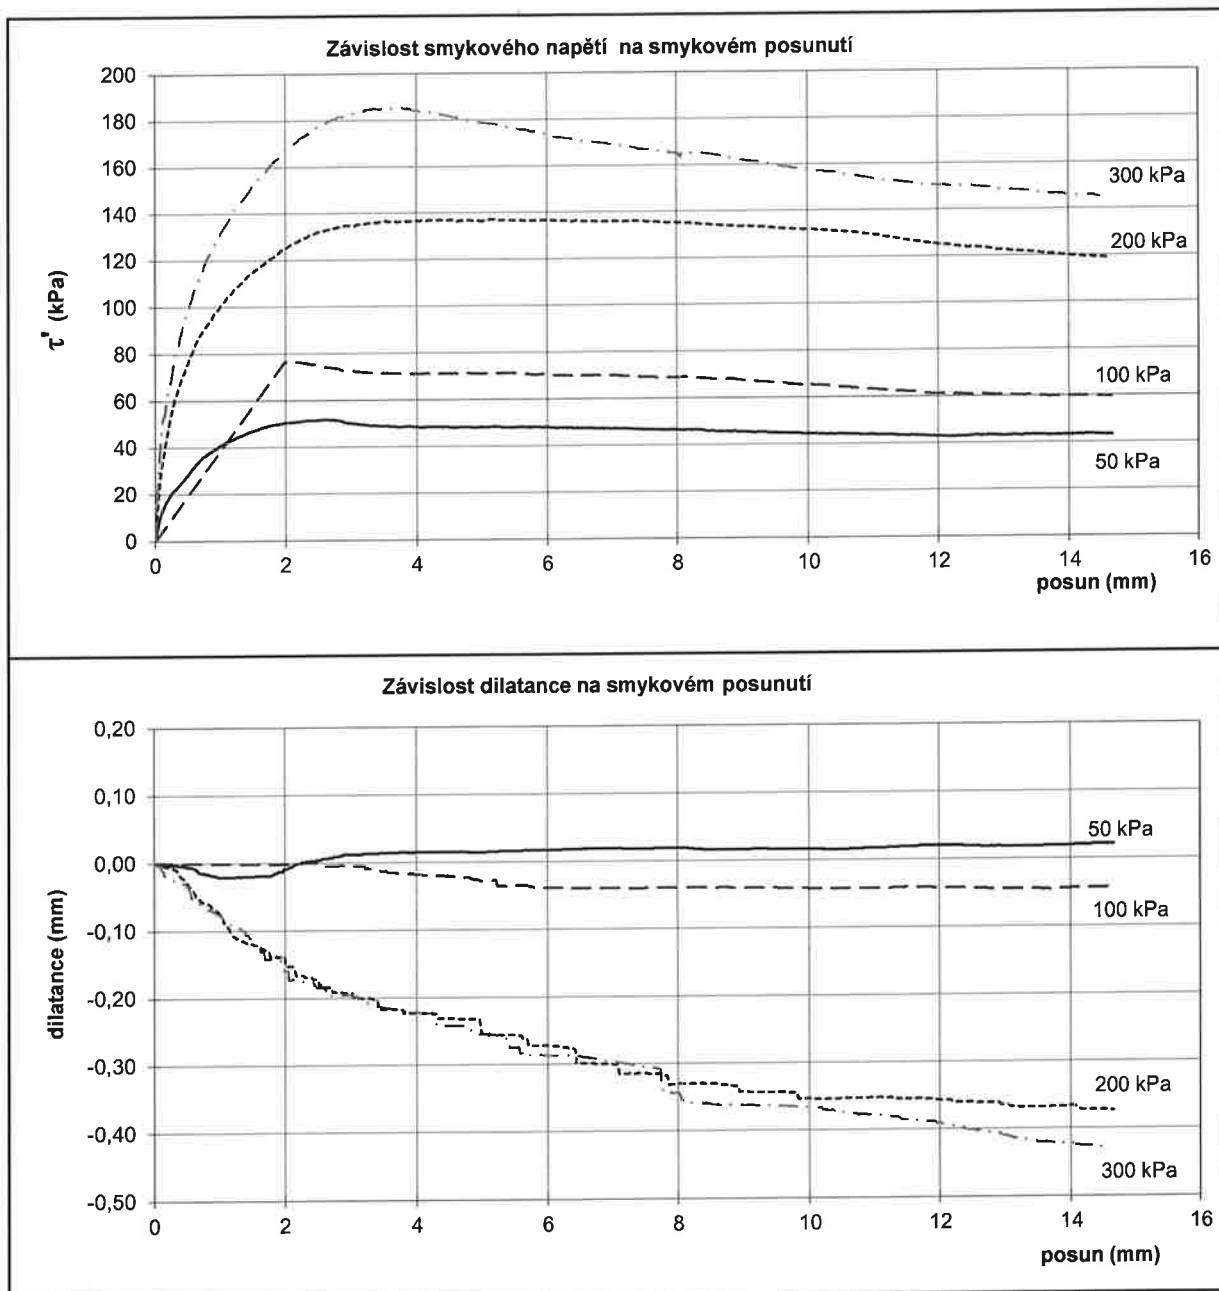 Závislost smykového napětí na smykovém posunutí
200
180
160
140
120
100
80
60
40
20
0
τ' (kPa)
300 kPa
200 kPa
100 kPa
50 kPa
0 2 4 6 8 10 12 14 16
posun (mm)
Závislost dilatance na smykovém posunutí
0,20
0,10
0,00
-0,10
-0,20
-0,30
-0,40
-0,50
dilatance (mm)
50 kPa
100 kPa
200 kPa
300 kPa
0 2 4 6 8 10 12 14 16
posun (mm)